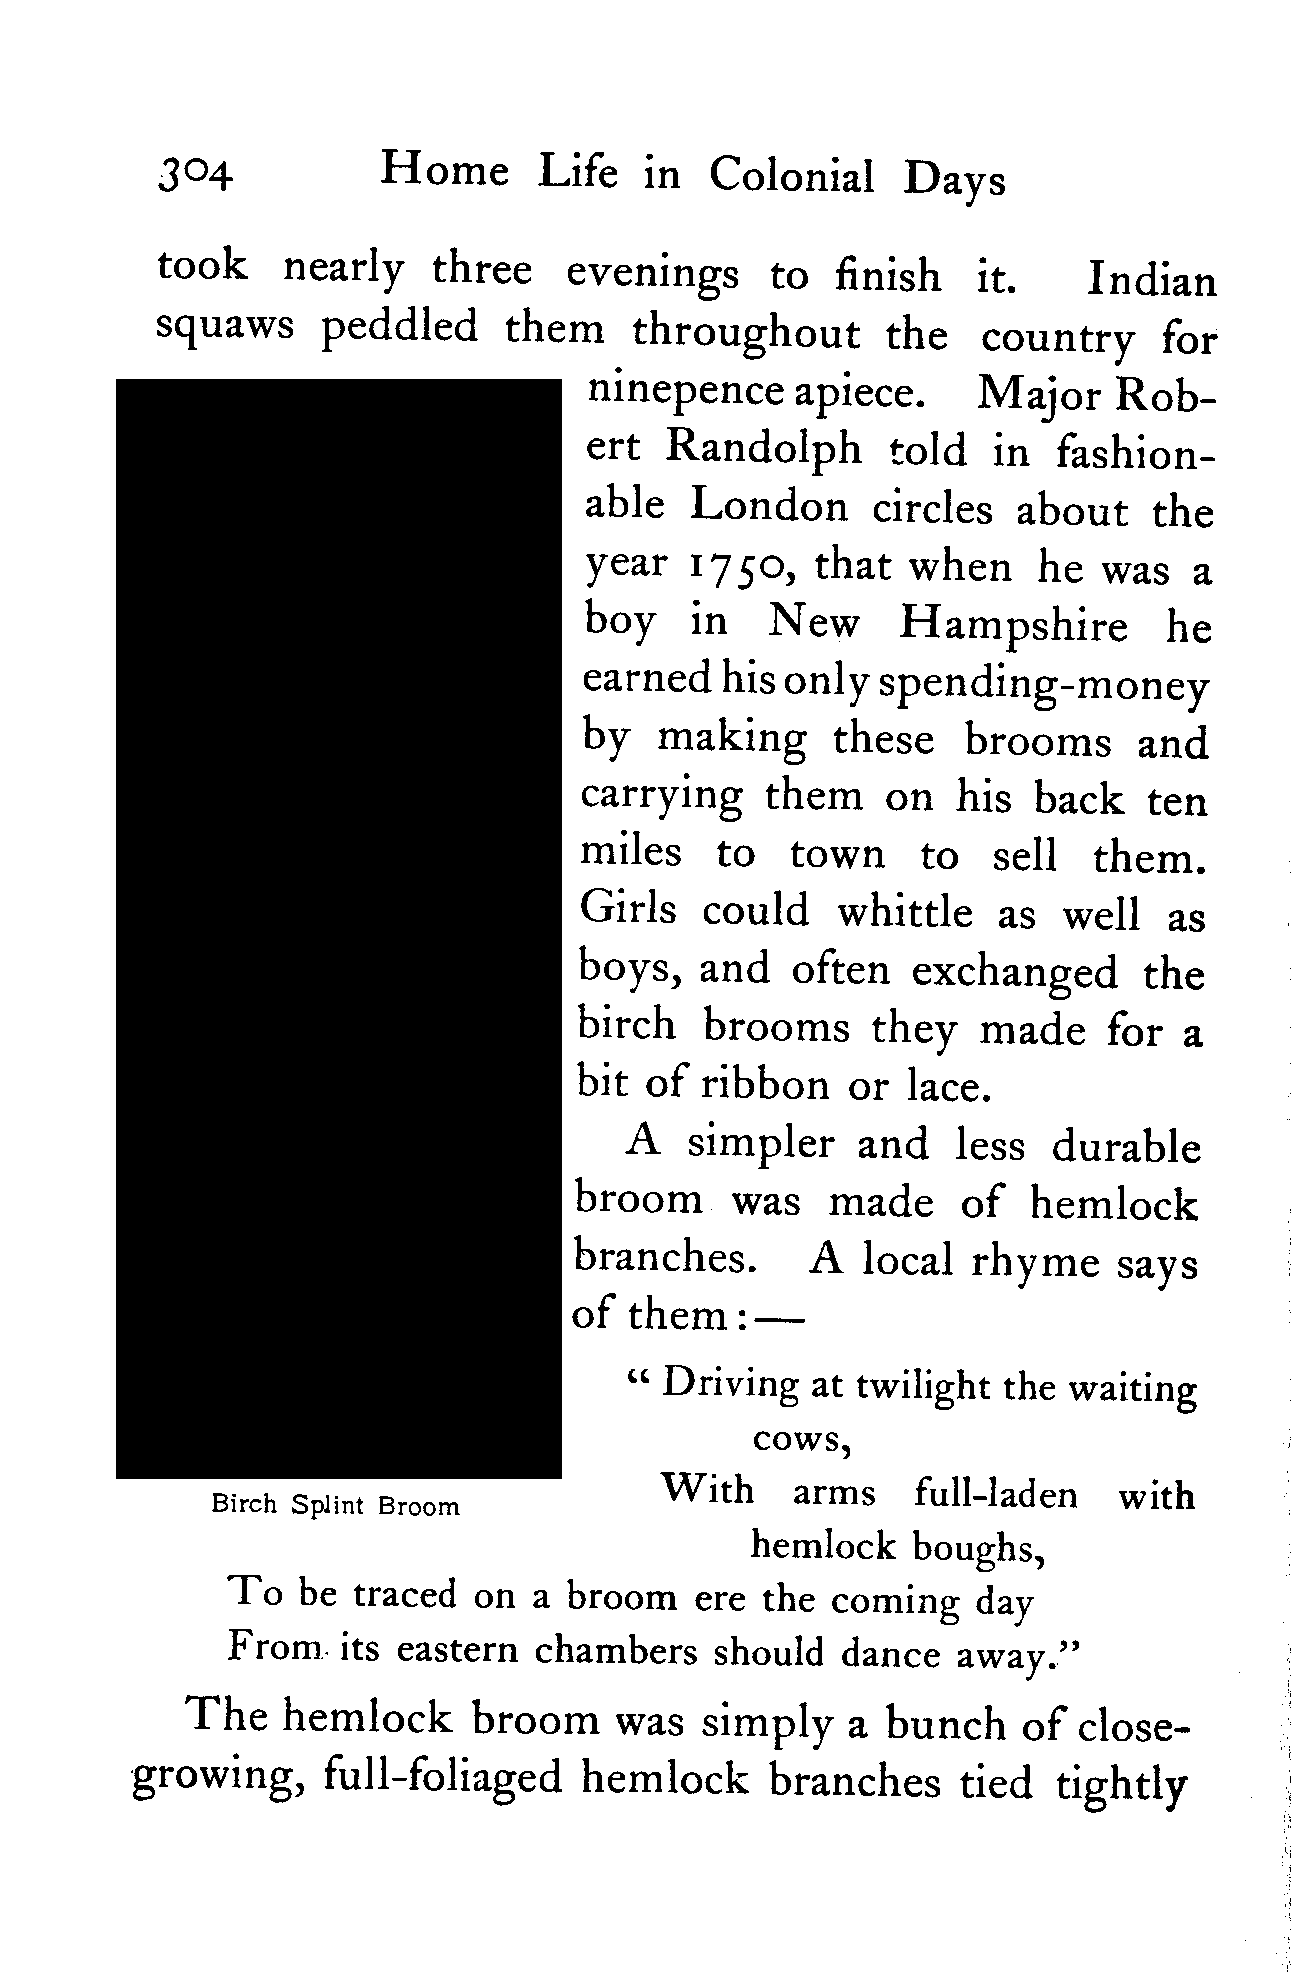 304 Home Life in Colonial Days
took nearly three evenings to finish it. Indian
squaws peddled them throughout the country for
ninepence apiece. Major Rob-
ert Randolph told in fashion-
able London circles about the
year 1750, that when he was a
boy in New Hampshire he
earned his only spending-money
by making these brooms and
carrying them on his back ten
miles to town to sell them.
Girls could whittle as well as
boys, and often exchanged the
birch brooms they made for a
bit of ribbon or lace.
A simpler and less durable
broom was made of hemlock
branches. A local rhyme says
of them:—
“ Driving at twilight the waiting
cows,
With arms full-laden with
hemlock boughs,
Birch Splint Broom
To be traced on a broom ere the coming day
From its eastern chambers should dance away.”
The hemlock broom was simply a bunch of close-
growing, full-foliaged hemlock branches tied tightly